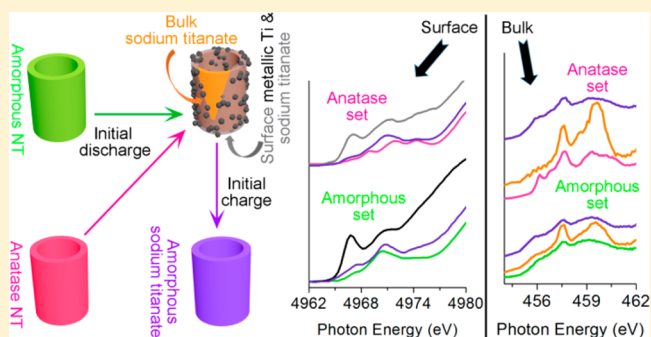 Amorphous NT
Anatase NT
Initial
discharge
Bulk
sodium titanate
Surface metallic Ti &
sodium titanate
Initial
charge
Amorphous
sodium titanate
Surface
Anatase
set
Amorphous
set
4962 4968 4974 4980
Photon Energy (eV)
Bulk
Anatase
set
Amorphous
set
456 459 462
Photon Energy (eV)